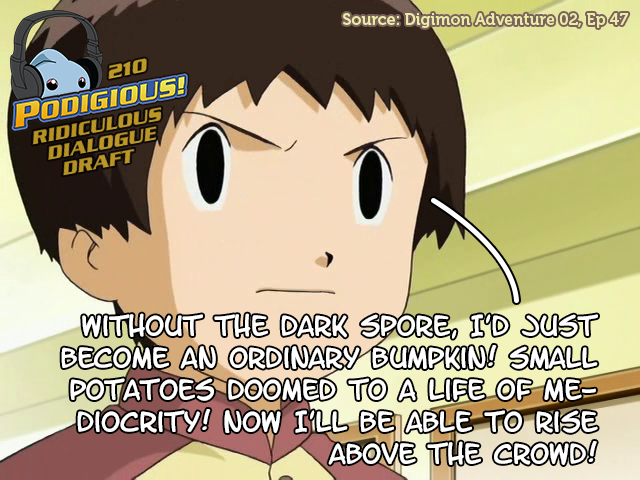 Source: Digimon Adventure 02, Ep 47
210
PODIGIOUS!
RIDICULOUS
DIALOGUE
DRAFT
WITHOUT THE DARK SPORE, I'D JUST
BECOME AN ORDINARY BUMPKIN! SMALL
POTATOES DOOMED TO A LIFE OF ME-
DIOCRITY! NOW I'LL BE ABLE TO RISE
ABOVE THE CROWD!